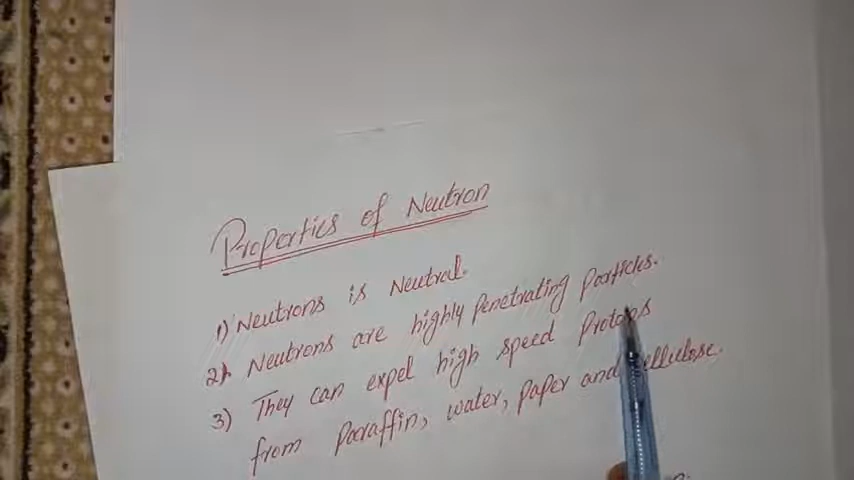 Properties of Neutron
1) Neutrons is Neutral.
2) Neutrons are highly Penetrating Particles.
3) They can expel high speed Protons
from Paraffin, water, paper and cellulose.